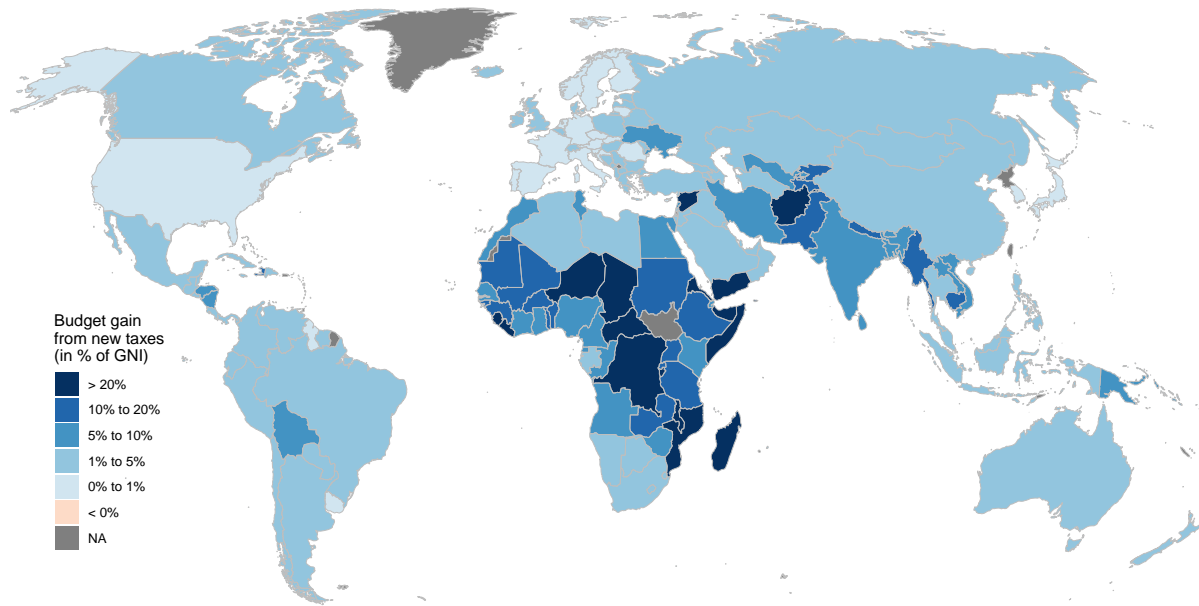 Budget gain
from new taxes
(in % of GNI)
> 20%
10% to 20%
5% to 10%
1% to 5%
0% to 1%
< 0%
NA